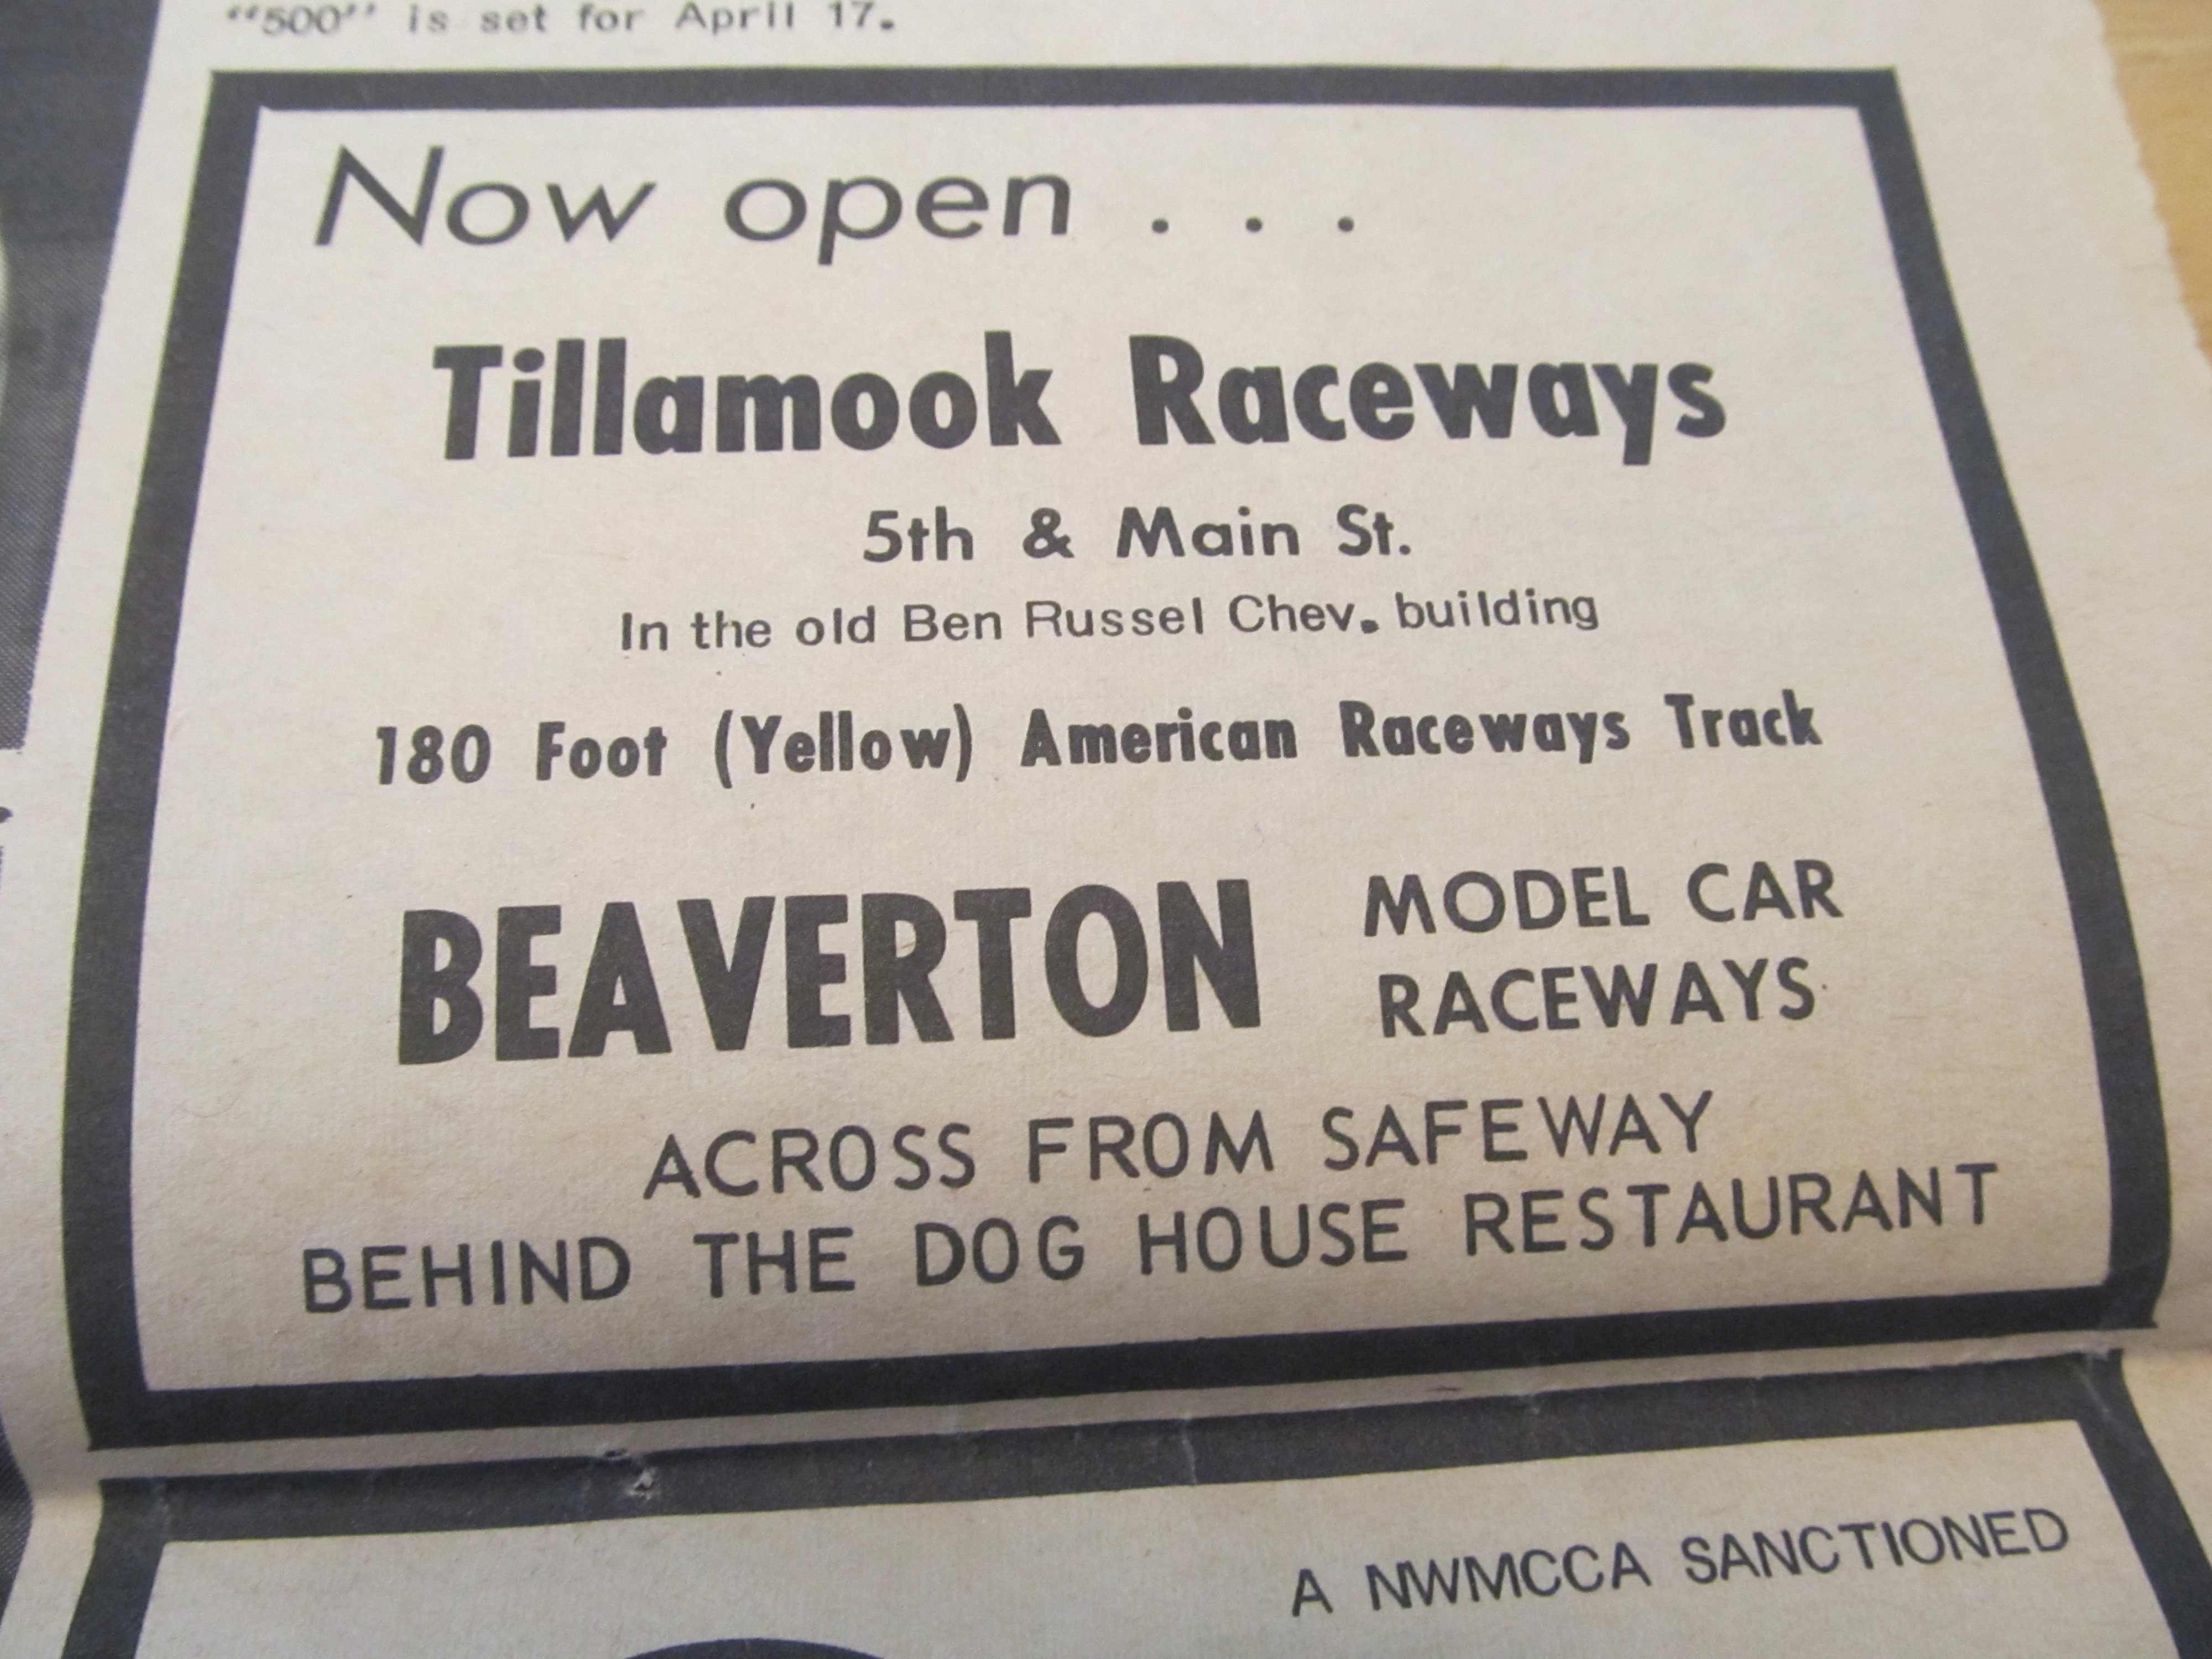 “500” is set for April 17.
Now open . . .
Tillamook Raceways
5th & Main St.
In the old Ben Russel Chev. building
180 Foot (Yellow) American Raceways Track
BEAVERTON MODEL CAR RACEWAYS
ACROSS FROM SAFEWAY
BEHIND THE DOG HOUSE RESTAURANT
A NWMCCA SANCTIONED